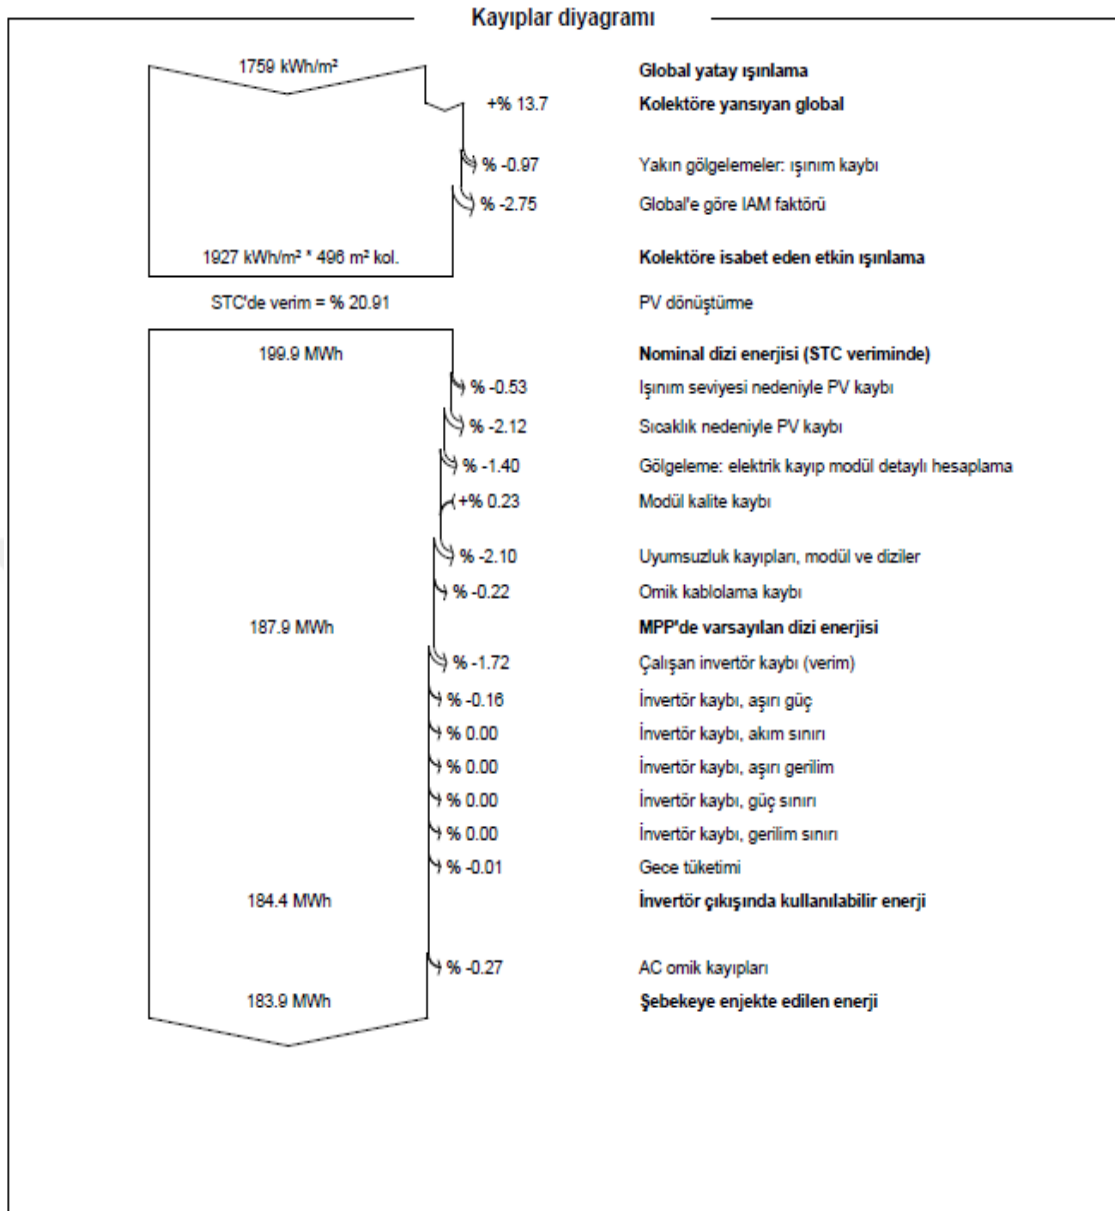 Kayıplar diyagramı
1759 kWh/m² Global yatay ışınlama
+% 13.7 Kolektöre yansıyan global
% -0.97 Yakın gölgelemeler: ışınım kaybı
% -2.75 Global'e göre IAM faktörü
1927 kWh/m² * 496 m² kol. Kolektöre isabet eden etkin ışınlama
STC'de verim = % 20.91 PV dönüştürme
199.9 MWh Nominal dizi enerjisi (STC veriminde)
% -0.53 Işınım seviyesi nedeniyle PV kaybı
% -2.12 Sıcaklık nedeniyle PV kaybı
% -1.40 Gölgeleme: elektrik kayıp modül detaylı hesaplama
+% 0.23 Modül kalite kaybı
% -2.10 Uyumsuzluk kayıpları, modül ve diziler
% -0.22 Omik kablolama kaybı
187.9 MWh MPP'de varsayılan dizi enerjisi
% -1.72 Çalışan invertör kaybı (verim)
% -0.16 İnvertör kaybı, aşırı güç
% 0.00 İnvertör kaybı, akım sınırı
% 0.00 İnvertör kaybı, aşırı gerilim
% 0.00 İnvertör kaybı, güç sınırı
% 0.00 İnvertör kaybı, gerilim sınırı
% -0.01 Gece tüketimi
184.4 MWh İnvertör çıkışında kullanılabilir enerji
% -0.27 AC omik kayıpları
183.9 MWh Şebekeye enjekte edilen enerji